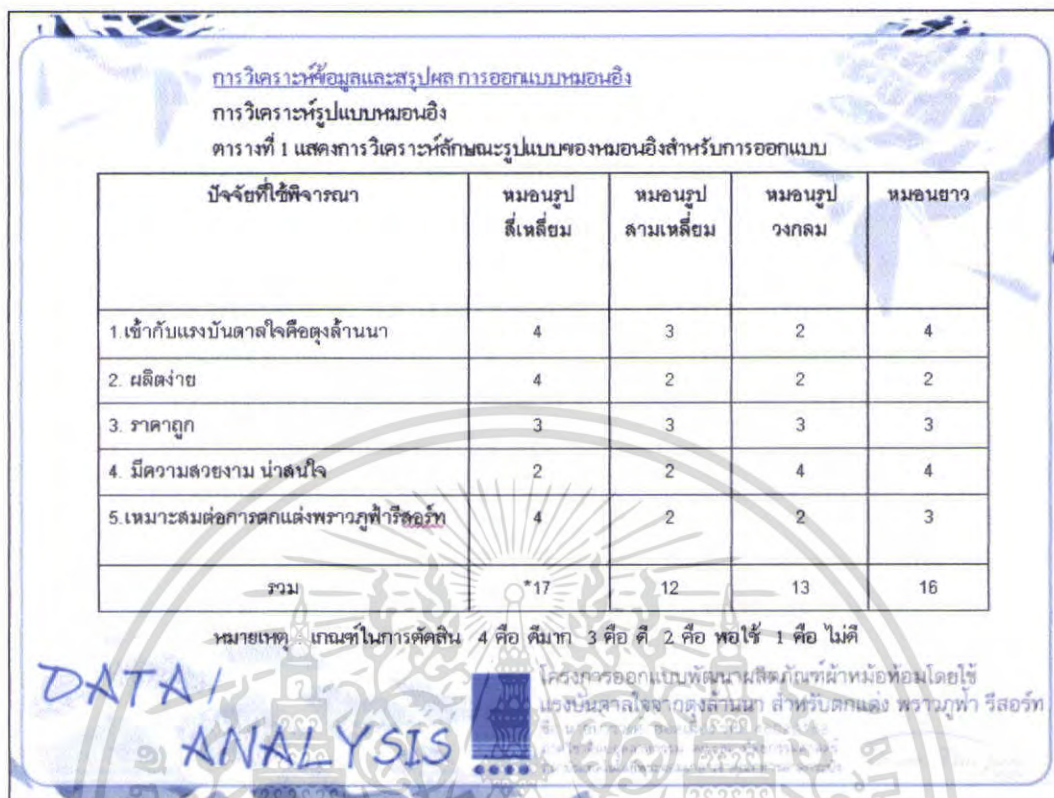 การวิเคราะห์ข้อมูลและสรุปผล การออกแบบหมอนอิง
การวิเคราะห์รูปแบบหมอนอิง
ตารางที่ 1 แสดงการวิเคราะห์ลักษณะรูปแบบของหมอนอิงสำหรับการออกแบบ
ปัจจัยที่ใช้พิจารณา หมอนรูป หมอนรูป หมอนรูป หมอนยาว
สี่เหลี่ยม สามเหลี่ยม วงกลม
1.เข้ากับแรงบันดาลใจคือตุงล้านนา 4 3 2 4
2. ผลิตง่าย 4 2 2 2
3. ราคาถูก 3 3 3 3
4. มีความสวยงาม น่าสนใจ 2 2 4 4
5.เหมาะสมต่อการตกแต่งพราวภูฟ้ารีสอร์ท 4 2 2 3
รวม *17 12 13 16
หมายเหตุ : เกณฑ์ในการตัดสิน 4 คือ ดีมาก 3 คือ ดี 2 คือ พอใช้ 1 คือ ไม่ดี
DATA/
ANALYSIS
โครงการออกแบบพัฒนาผลิตภัณฑ์ผ้าหม้อห้อมโดยใช้
แรงบันดาลใจจากตุงล้านนา สำหรับตกแต่ง พราวภูฟ้า รีสอร์ท